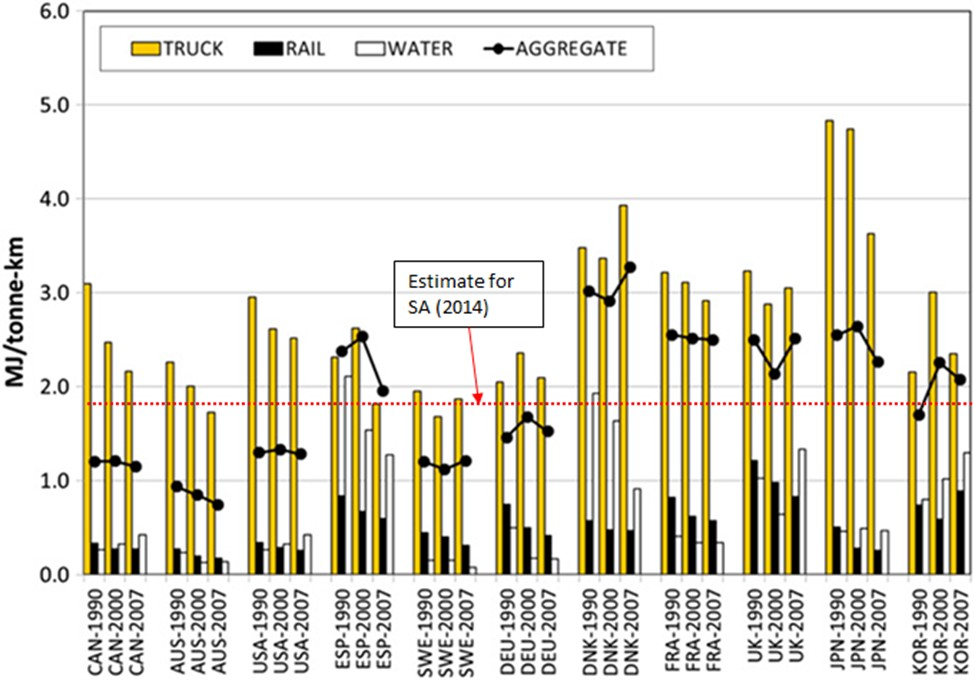 6.0
TRUCK RAIL WATER AGGREGATE
5.0
4.0
3.0
2.0
1.0
0.0
MJ/tonne-km
Estimate for
SA (2014)
CAN-1990
CAN-2000
CAN-2007
AUS-1990
AUS-2000
AUS-2007
USA-1990
USA-2000
USA-2007
ESP-1990
ESP-2000
ESP-2007
SWE-1990
SWE-2000
SWE-2007
DEU-1990
DEU-2000
DEU-2007
DNK-1990
DNK-2000
DNK-2007
FRA-1990
FRA-2000
FRA-2007
UK-1990
UK-2000
UK-2007
JPN-1990
JPN-2000
JPN-2007
KOR-1990
KOR-2000
KOR-2007